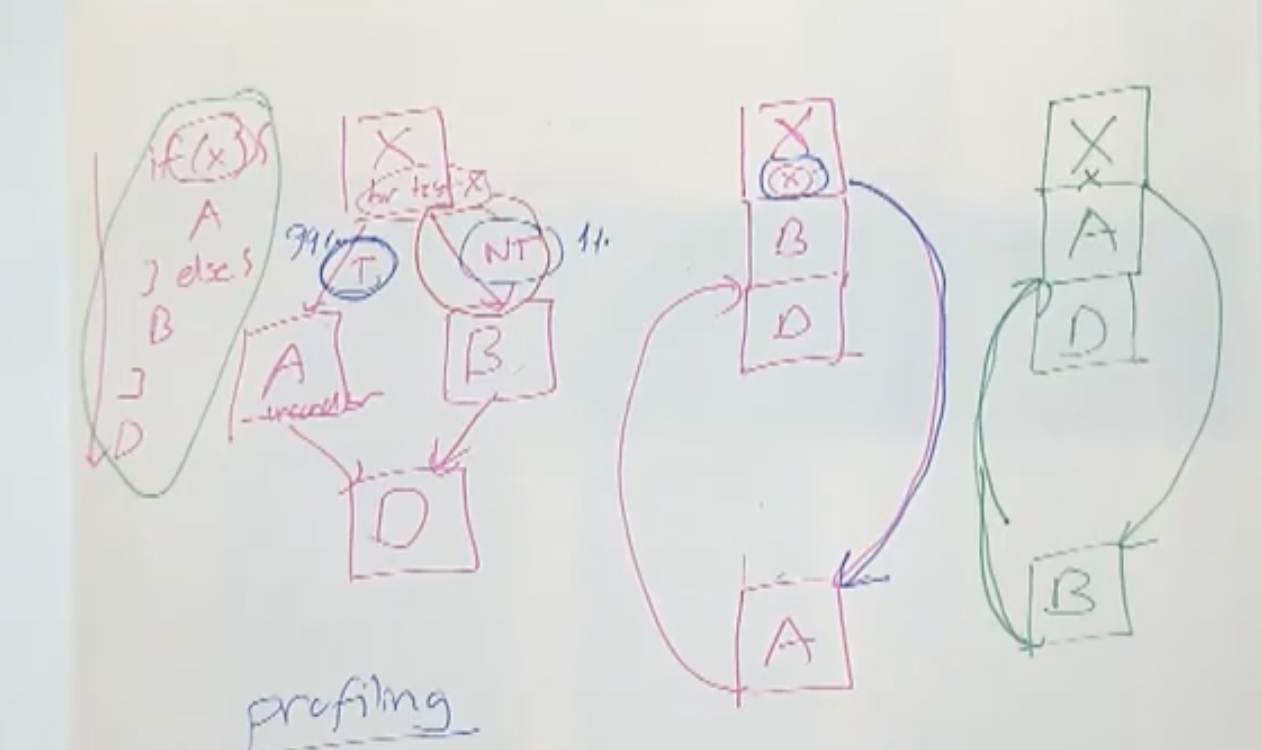 if (x) {
A
} else {
B
}
D
X
br test X
99%
T
NT
1%
A
uncondbr
B
D
X
x
B
D
A
X
x
A
D
B
profiling